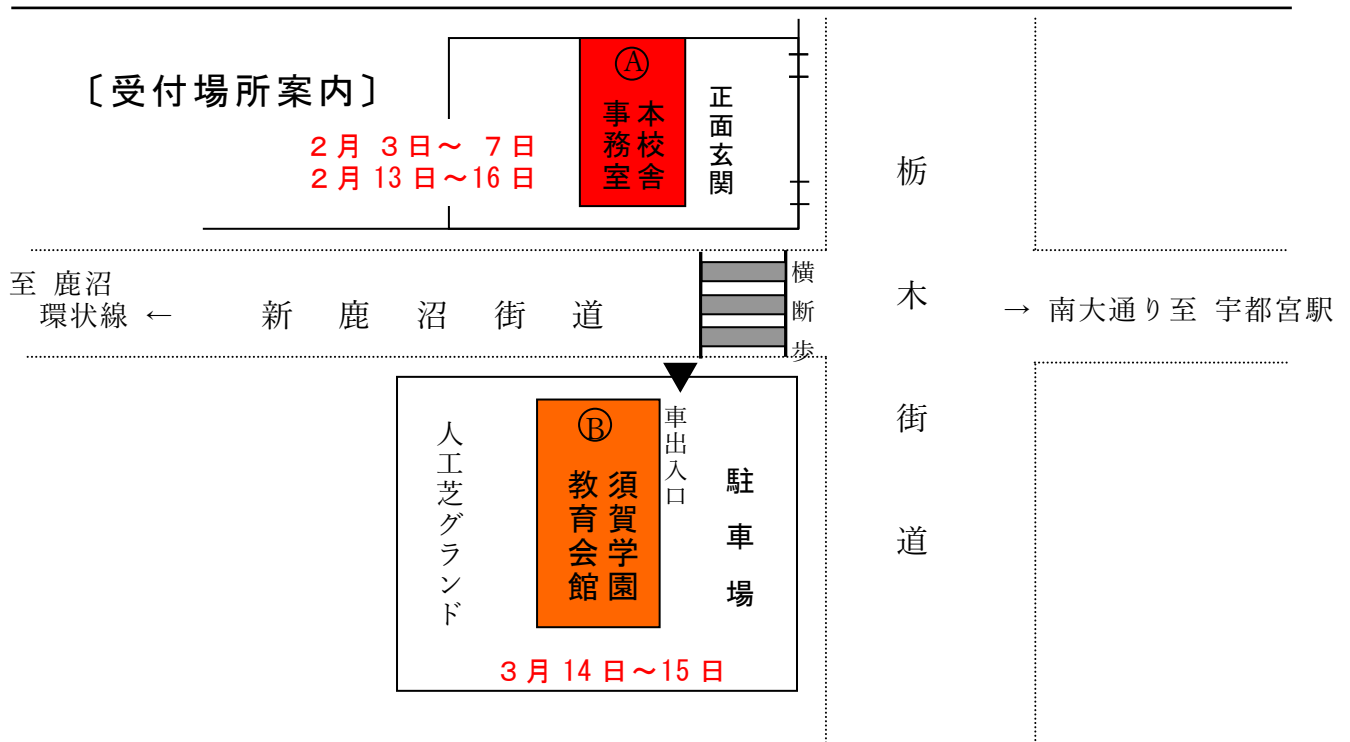 〔受付場所案内〕
２月 ３日～ ７日
２月 13日～16日
Ⓐ
本校舎
事務室
正面玄関
栃木街道
至 鹿沼
環状線 ←
新鹿沼街道
横断歩
→ 南大通り至 宇都宮駅
人工芝グランド
Ⓑ
須賀学園
教育会館
車出入口
駐車場
３月 14日～15日